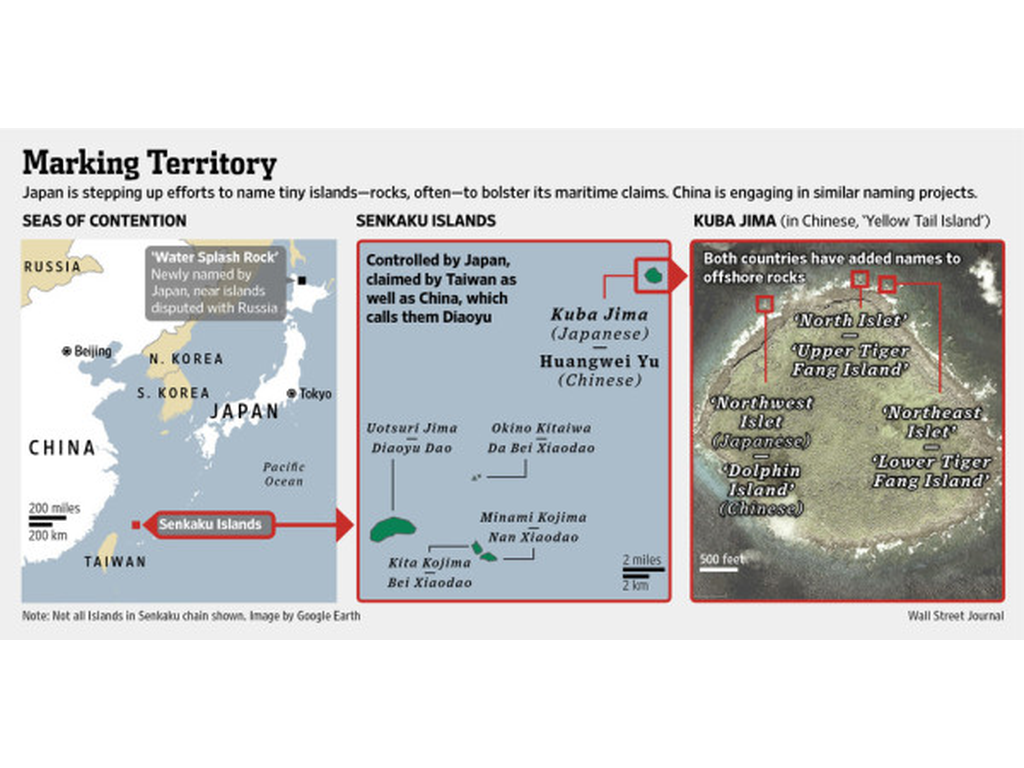 Marking Territory
Japan is stepping up efforts to name tiny islands—rocks, often—to bolster its maritime claims. China is engaging in similar naming projects.
SEAS OF CONTENTION
RUSSIA
'Water Splash Rock'
Newly named by
Japan, near islands
disputed with Russia
Beijing
N. KOREA
S. KOREA
Tokyo
JAPAN
CHINA
Pacific
Ocean
200 miles
200 km
Senkaku Islands
TAIWAN
SENKAKU ISLANDS
Controlled by Japan,
claimed by Taiwan as
well as China, which
calls them Diaoyu
Kuba Jima
(Japanese)
—
Huangwei Yu
(Chinese)
Uotsuri Jima
—
Diaoyu Dao
Okino Kitaiwa
—
Da Bei Xiaodao
Minami Kojima
—
Nan Xiaodao
Kita Kojima
—
Bei Xiaodao
2 miles
2 km
KUBA JIMA (in Chinese, 'Yellow Tail Island')
Both countries have added names to
offshore rocks
'North Islet'
—
'Upper Tiger
Fang Island'
'Northwest
Islet
(Japanese)
—
'Dolphin
Island'
(Chinese)
'Northeast
Islet'
—
'Lower Tiger
Fang Island'
500 feet
Note: Not all Islands in Senkaku chain shown. Image by Google Earth
Wall Street Journal